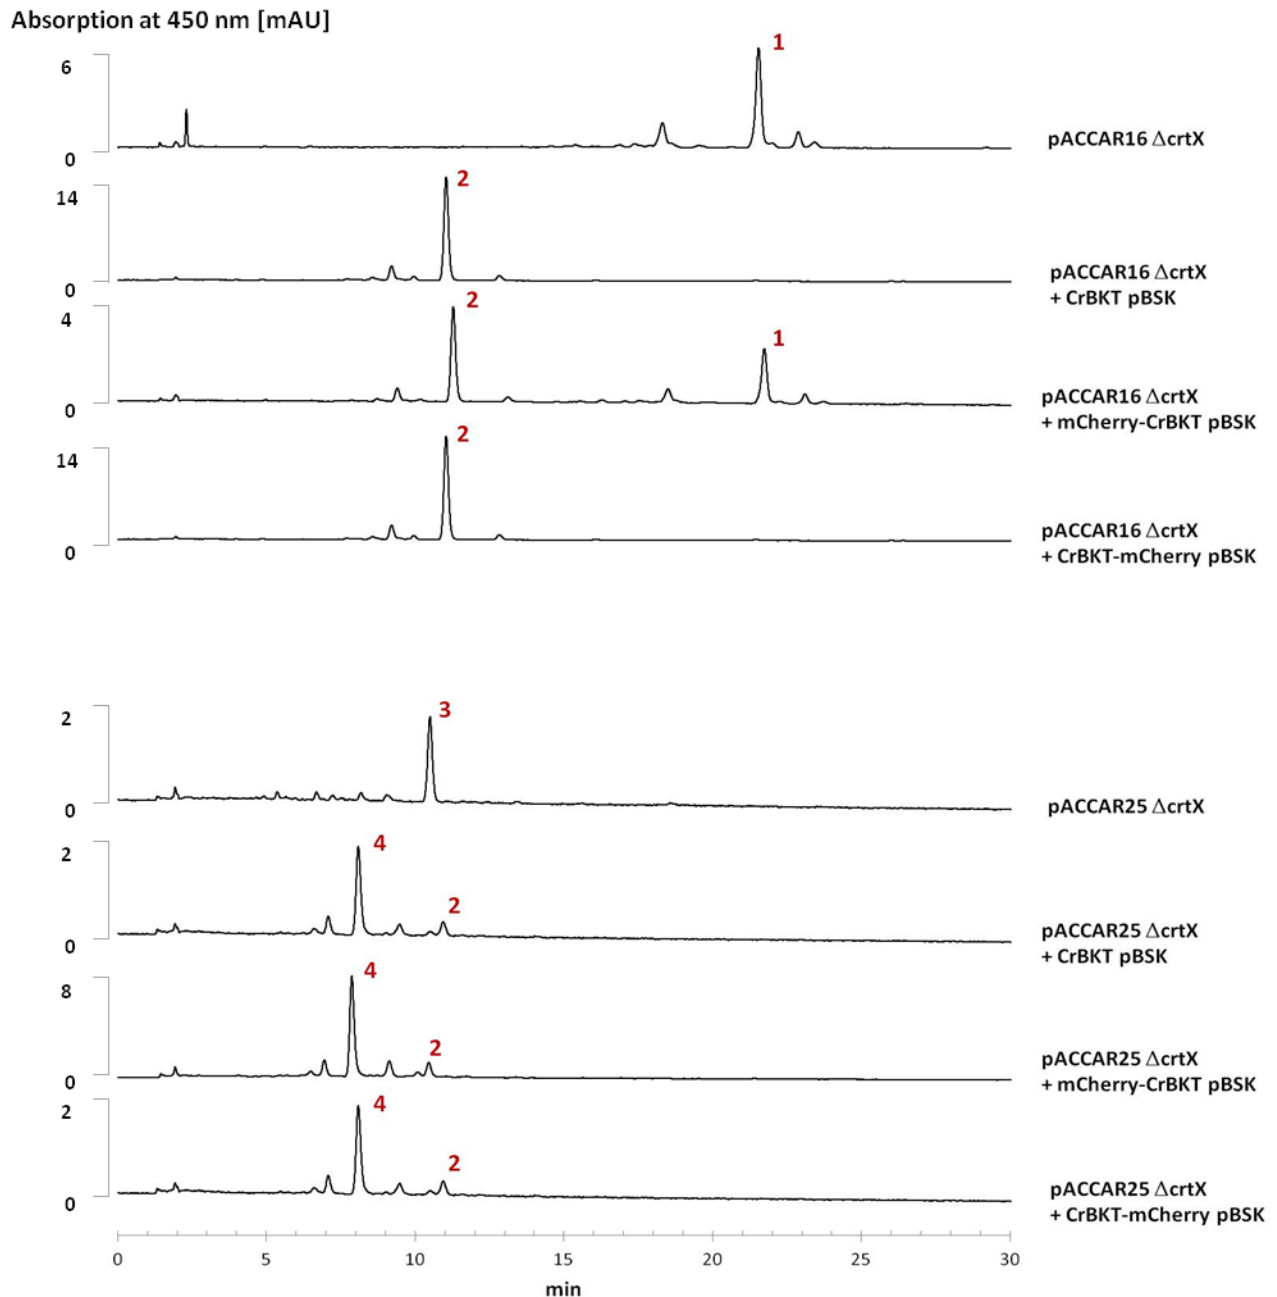 Absorption at 450 nm [mAU]
1
6
0
pACCAR16 ΔcrtX
2
14
0
pACCAR16 ΔcrtX
+ CrBKT pBSK
2
4
1
0
pACCAR16 ΔcrtX
+ mCherry-CrBKT pBSK
2
14
0
pACCAR16 ΔcrtX
+ CrBKT-mCherry pBSK
3
2
0
pACCAR25 ΔcrtX
4
2
2
0
pACCAR25 ΔcrtX
+ CrBKT pBSK
4
8
2
0
pACCAR25 ΔcrtX
+ mCherry-CrBKT pBSK
4
2
2
0
pACCAR25 ΔcrtX
+ CrBKT-mCherry pBSK
0 5 10 15 20 25 30
min